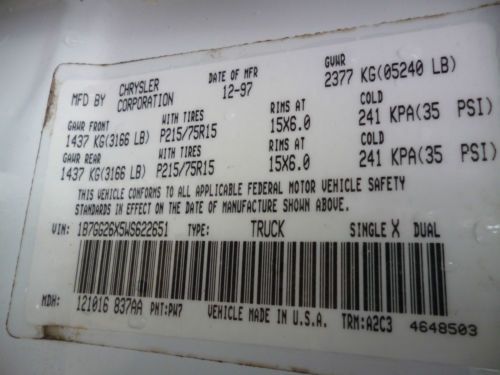 MFD BY CHRYSLER CORPORATION DATE OF MFR 12-97 GVWR 2377 KG(05240 LB)
GAWR FRONT WITH TIRES RIMS AT COLD
1437 KG(3166 LB) P215/75R15 15X6.0 241 KPA(35 PSI)
GAWR REAR WITH TIRES RIMS AT COLD
1437 KG(3166 LB) P215/75R15 15X6.0 241 KPA(35 PSI)
THIS VEHICLE CONFORMS TO ALL APPLICABLE FEDERAL MOTOR VEHICLE SAFETY
STANDARDS IN EFFECT ON THE DATE OF MANUFACTURE SHOWN ABOVE.
VIN: 1B7GG26X5WS622651 TYPE: TRUCK SINGLE X DUAL
MDH: 121016 837AA PNT:PW7 VEHICLE MADE IN U.S.A. TRM:A2C3 4648503